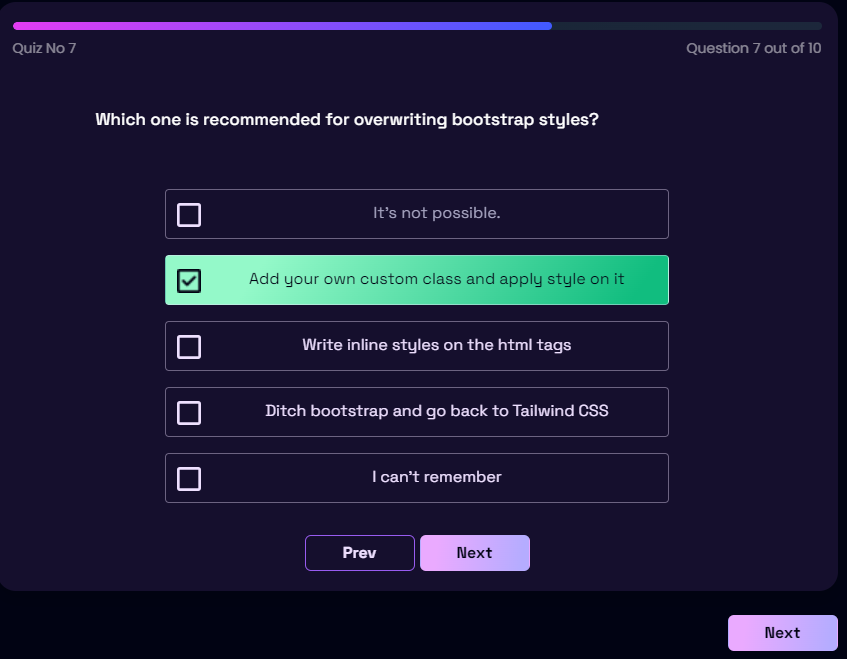 Quiz No 7
Question 7 out of 10
Which one is recommended for overwriting bootstrap styles?
It's not possible.
Add your own custom class and apply style on it
Write inline styles on the html tags
Ditch bootstrap and go back to Tailwind CSS
I can't remember
Prev
Next
Next